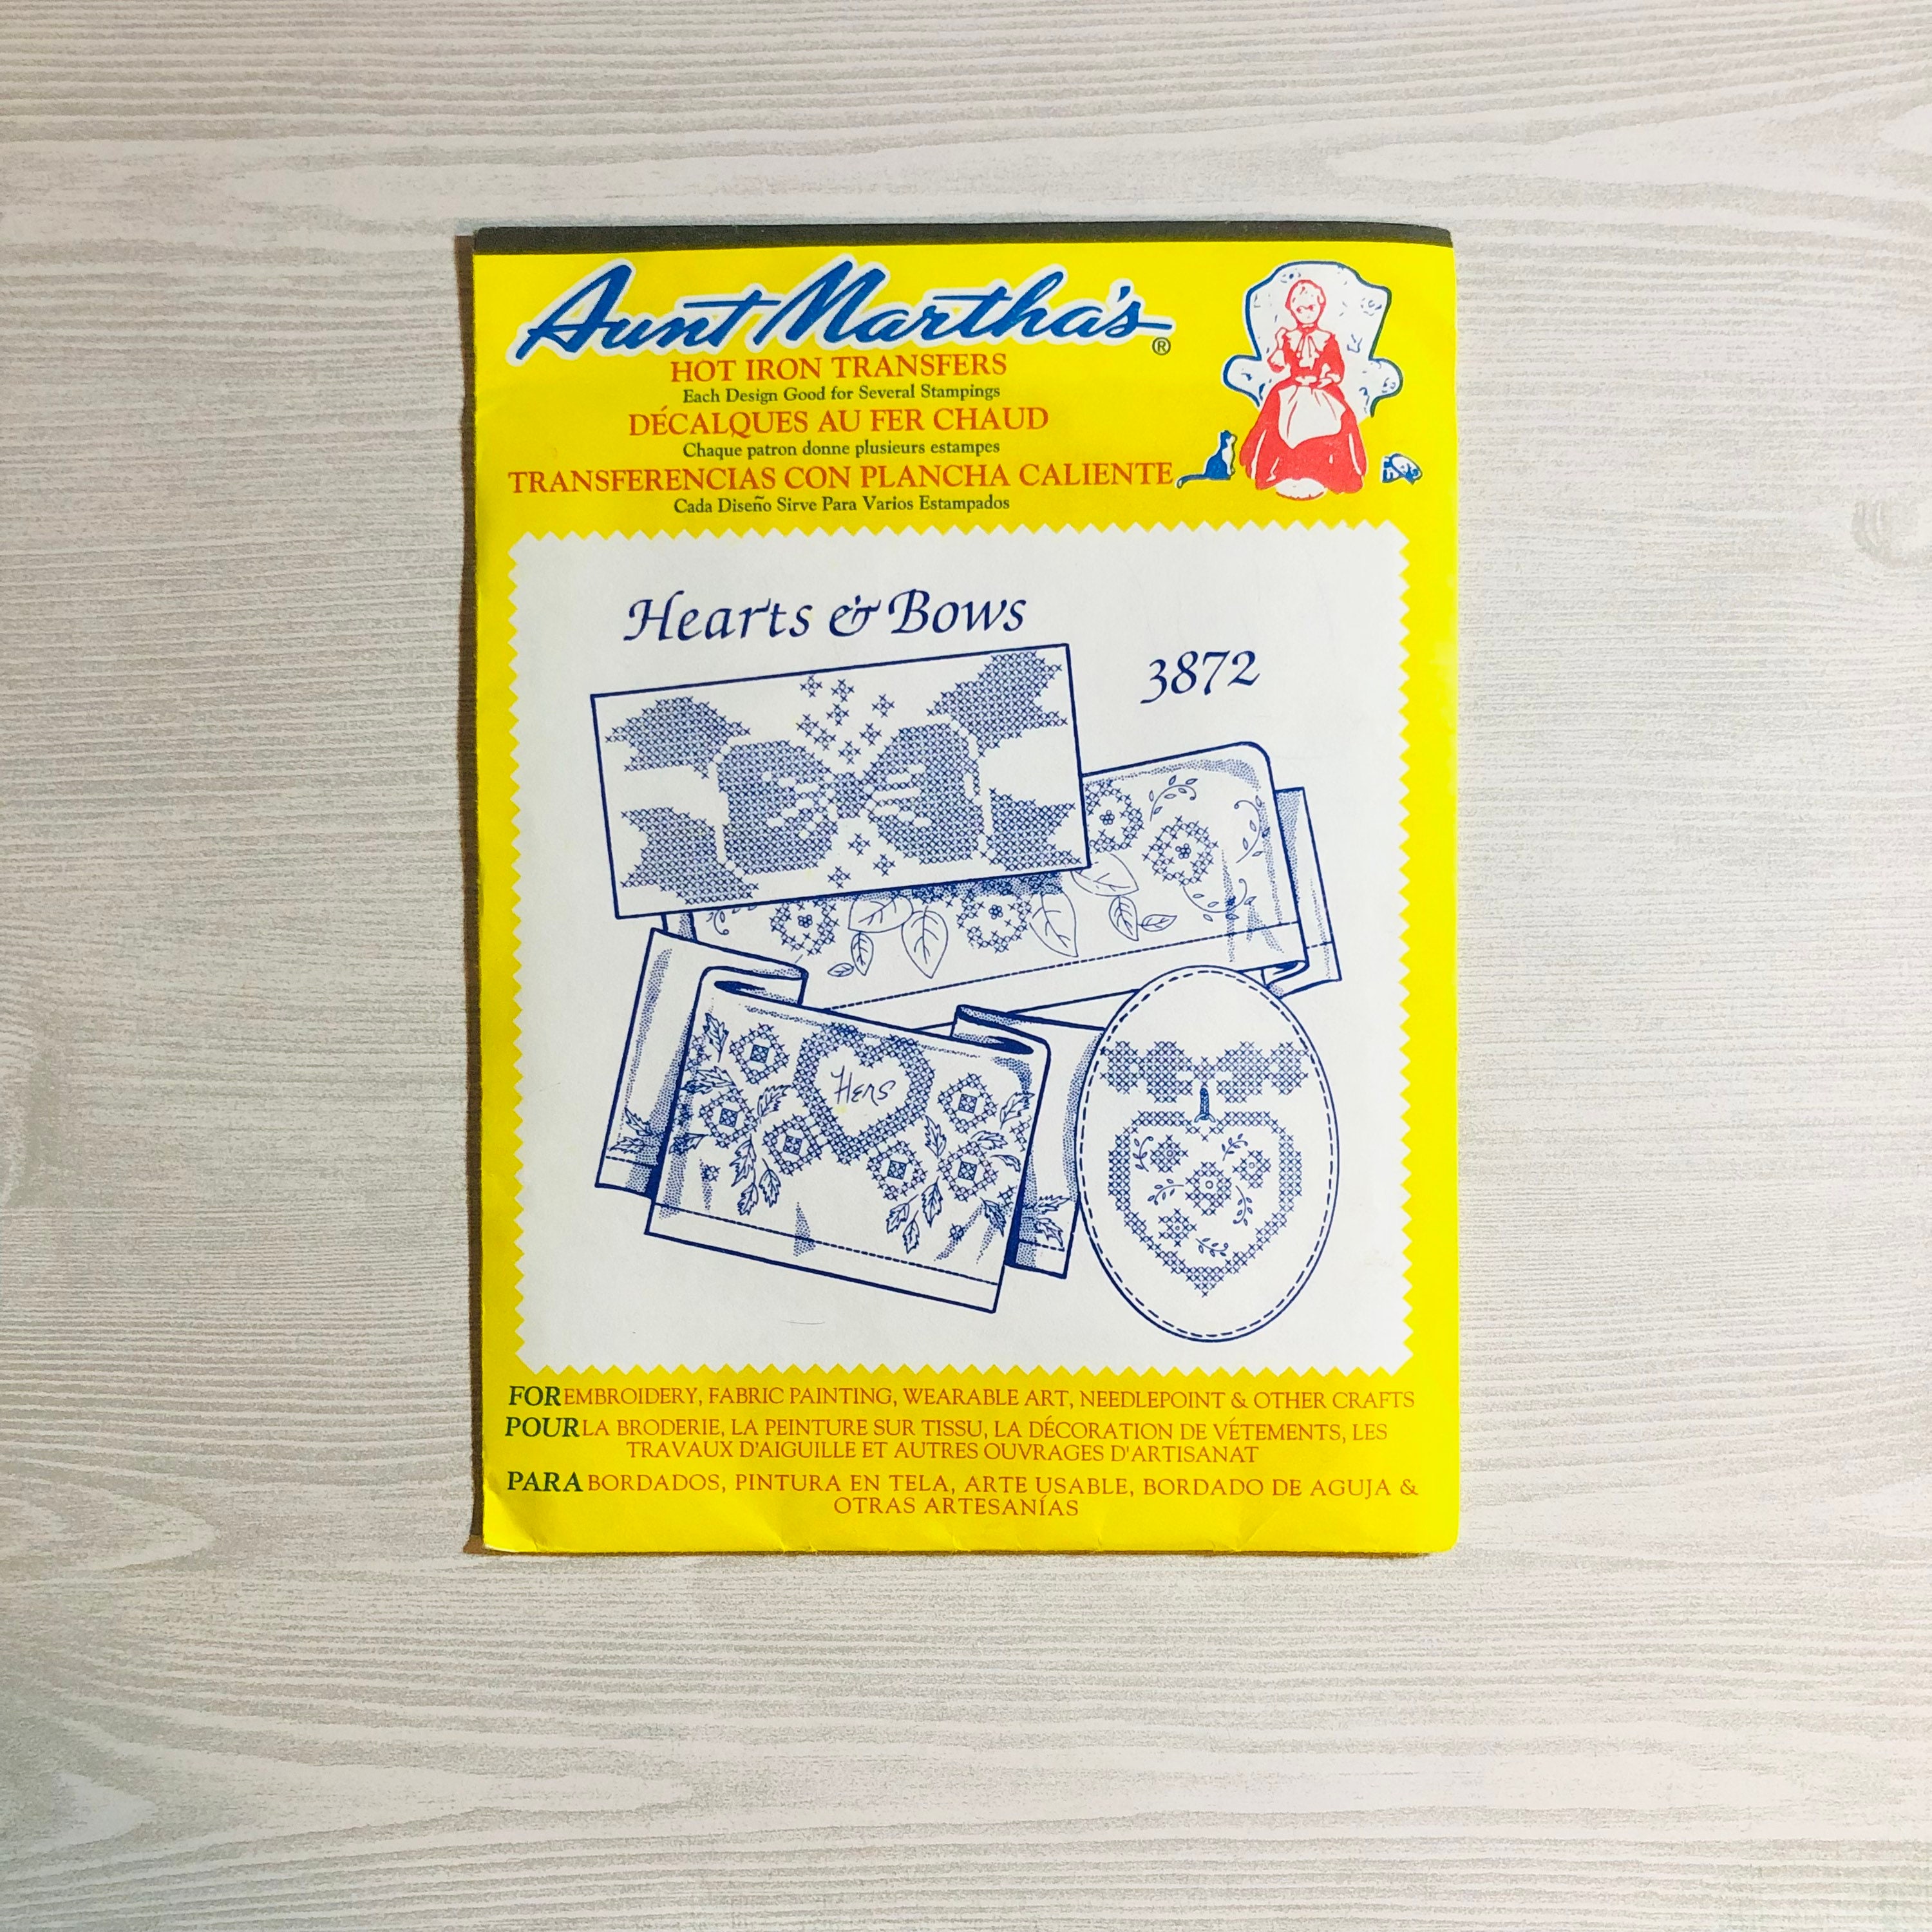 Aunt Martha's®
HOT IRON TRANSFERS
Each Design Good for Several Stampings
DÉCALQUES AU FER CHAUD
Chaque patron donne plusieurs estampes
TRANSFERENCIAS CON PLANCHA CALIENTE
Cada Diseño Sirve Para Varios Estampados
Hearts & Bows
3872
Hers
FOR EMBROIDERY, FABRIC PAINTING, WEARABLE ART, NEEDLEPOINT & OTHER CRAFTS
POUR LA BRODERIE, LA PEINTURE SUR TISSU, LA DÉCORATION DE VÉTEMENTS, LES
TRAVAUX D'AIGUILLE ET AUTRES OUVRAGES D'ARTISANAT
PARA BORDADOS, PINTURA EN TELA, ARTE USABLE, BORDADO DE AGUJA &
OTRAS ARTESANÍAS